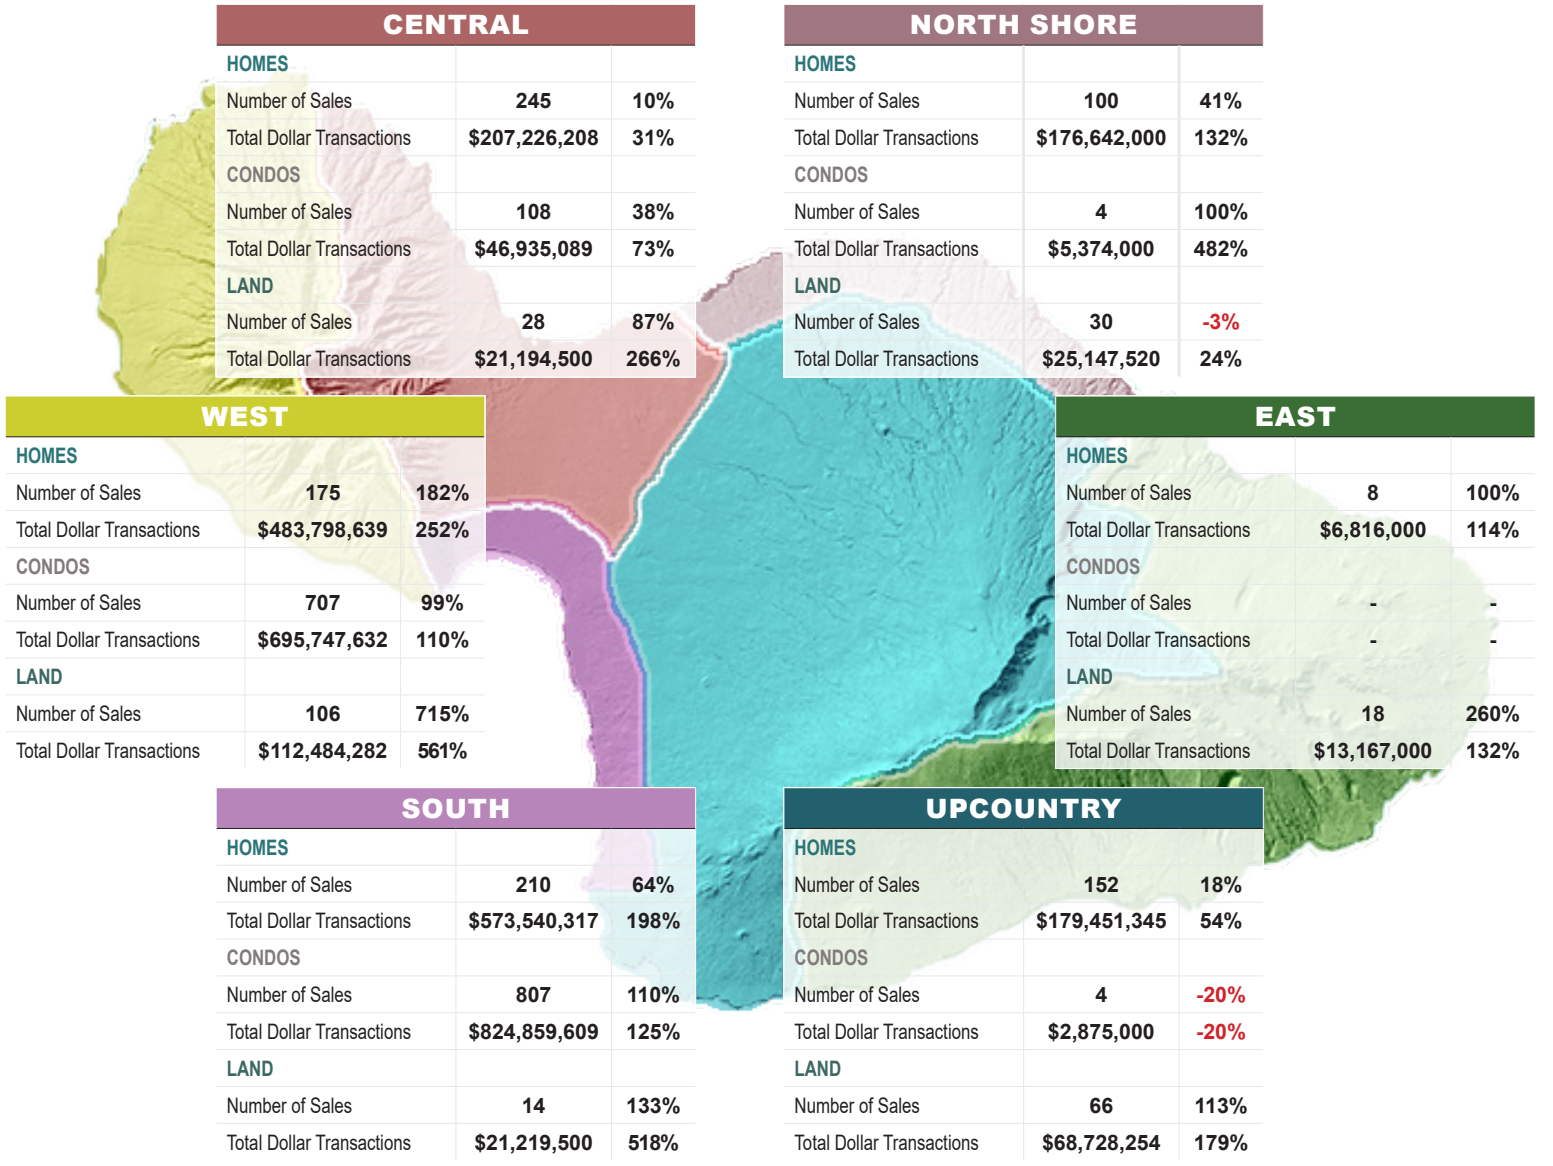 CENTRAL
HOMES
Number of Sales 245 10%
Total Dollar Transactions $207,226,208 31%
CONDOS
Number of Sales 108 38%
Total Dollar Transactions $46,935,089 73%
LAND
Number of Sales 28 87%
Total Dollar Transactions $21,194,500 266%
NORTH SHORE
HOMES
Number of Sales 100 41%
Total Dollar Transactions $176,642,000 132%
CONDOS
Number of Sales 4 100%
Total Dollar Transactions $5,374,000 482%
LAND
Number of Sales 30 -3%
Total Dollar Transactions $25,147,520 24%
WEST
HOMES
Number of Sales 175 182%
Total Dollar Transactions $483,798,639 252%
CONDOS
Number of Sales 707 99%
Total Dollar Transactions $695,747,632 110%
LAND
Number of Sales 106 715%
Total Dollar Transactions $112,484,282 561%
EAST
HOMES
Number of Sales 8 100%
Total Dollar Transactions $6,816,000 114%
CONDOS
Number of Sales - -
Total Dollar Transactions - -
LAND
Number of Sales 18 260%
Total Dollar Transactions $13,167,000 132%
SOUTH
HOMES
Number of Sales 210 64%
Total Dollar Transactions $573,540,317 198%
CONDOS
Number of Sales 807 110%
Total Dollar Transactions $824,859,609 125%
LAND
Number of Sales 14 133%
Total Dollar Transactions $21,219,500 518%
UPCOUNTRY
HOMES
Number of Sales 152 18%
Total Dollar Transactions $179,451,345 54%
CONDOS
Number of Sales 4 -20%
Total Dollar Transactions $2,875,000 -20%
LAND
Number of Sales 66 113%
Total Dollar Transactions $68,728,254 179%